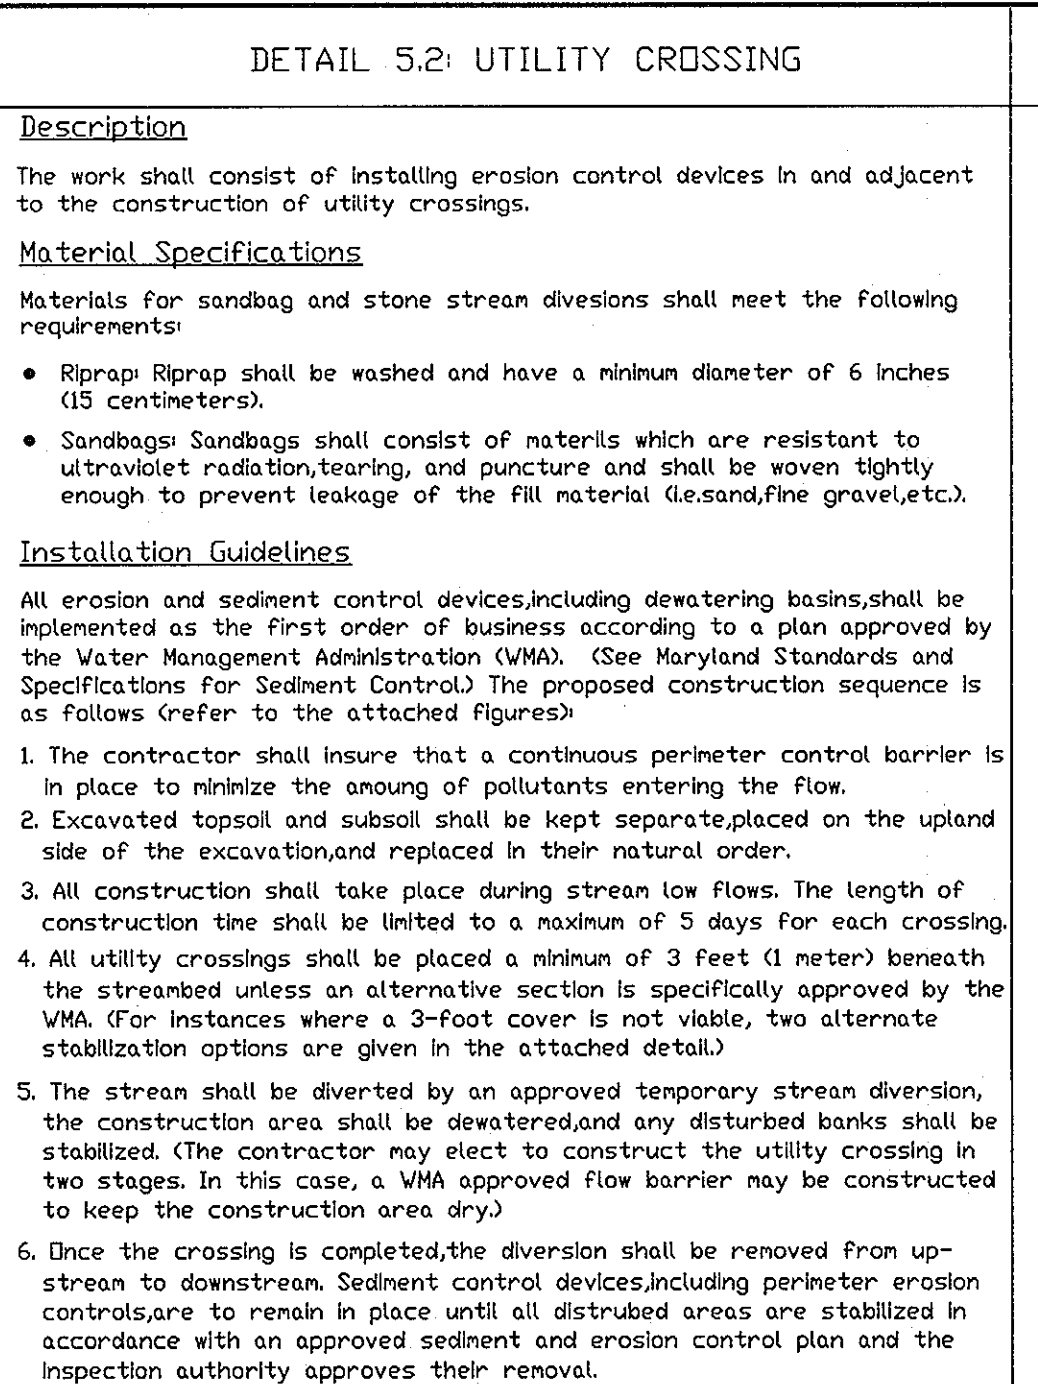 DETAIL 5.2: UTILITY CROSSING
Description
The work shall consist of installing erosion control devices in and adjacent
to the construction of utility crossings.
Material Specifications
Materials for sandbag and stone stream divesions shall meet the following
requirements:
• Riprap: Riprap shall be washed and have a minimum diameter of 6 inches
(15 centimeters).
• Sandbags: Sandbags shall consist of materils which are resistant to
ultraviolet radiation,tearing, and puncture and shall be woven tightly
enough to prevent leakage of the fill material (i.e.sand,fine gravel,etc.).
Installation Guidelines
All erosion and sediment control devices,including dewatering basins,shall be
implemented as the first order of business according to a plan approved by
the Water Management Administration (WMA). (See Maryland Standards and
Specifications for Sediment Control.) The proposed construction sequence is
as follows (refer to the attached figures):
1. The contractor shall insure that a continuous perimeter control barrier is
in place to minimize the amoung of pollutants entering the flow.
2. Excavated topsoil and subsoil shall be kept separate,placed on the upland
side of the excavation,and replaced in their natural order.
3. All construction shall take place during stream low flows. The length of
construction time shall be limited to a maximum of 5 days for each crossing.
4. All utility crossings shall be placed a minimum of 3 feet (1 meter) beneath
the streambed unless an alternative section is specifically approved by the
WMA. (For instances where a 3-foot cover is not viable, two alternate
stabilization options are given in the attached detail.)
5. The stream shall be diverted by an approved temporary stream diversion,
the construction area shall be dewatered,and any disturbed banks shall be
stabilized. (The contractor may elect to construct the utility crossing in
two stages. In this case, a WMA approved flow barrier may be constructed
to keep the construction area dry.)
6. Once the crossing is completed,the diversion shall be removed from up-
stream to downstream. Sediment control devices,including perimeter erosion
controls,are to remain in place until all distrubed areas are stabilized in
accordance with an approved sediment and erosion control plan and the
inspection authority approves their removal.